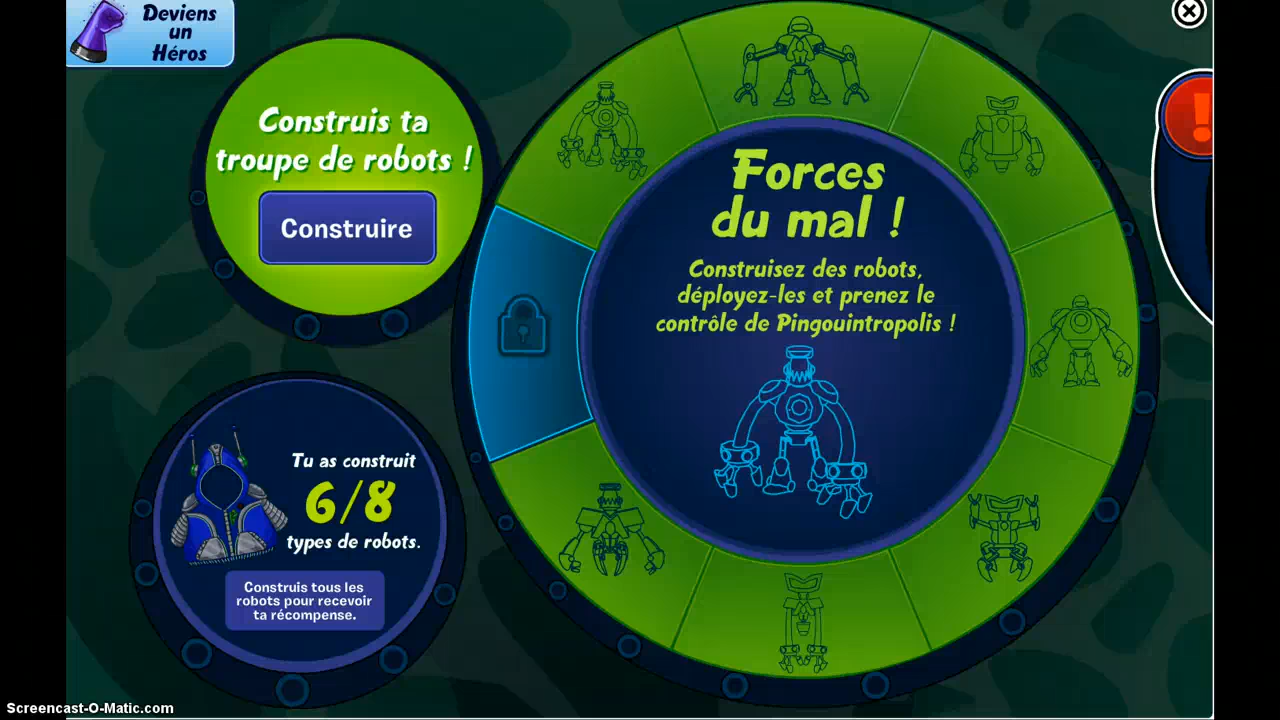 Deviens
un
Héros
Construis ta
troupe de robots !
Construire
Forces
du mal !
Construisez des robots,
déployez-les et prenez le
contrôle de Pingouintropolis !
!
Tu as construit
6/8
types de robots.
Construis tous les
robots pour recevoir
ta récompense.
Screencast-O-Matic.com